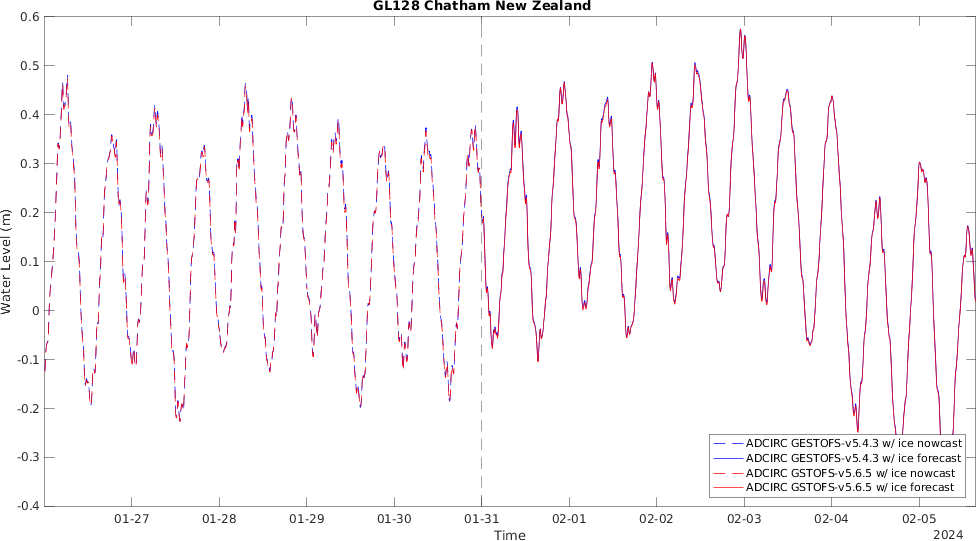 GL128 Chatham New Zealand
0.6
0.5
0.4
0.3
0.2
0.1
0
-0.1
-0.2
-0.3
-0.4
Water Level (m)
ADCIRC GESTOFS-v5.4.3 w/ ice nowcast
ADCIRC GESTOFS-v5.4.3 w/ ice forecast
ADCIRC GSTOFS-v5.6.5 w/ ice nowcast
ADCIRC GSTOFS-v5.6.5 w/ ice forecast
01-27 01-28 01-29 01-30 01-31 02-01 02-02 02-03 02-04 02-05
Time
2024